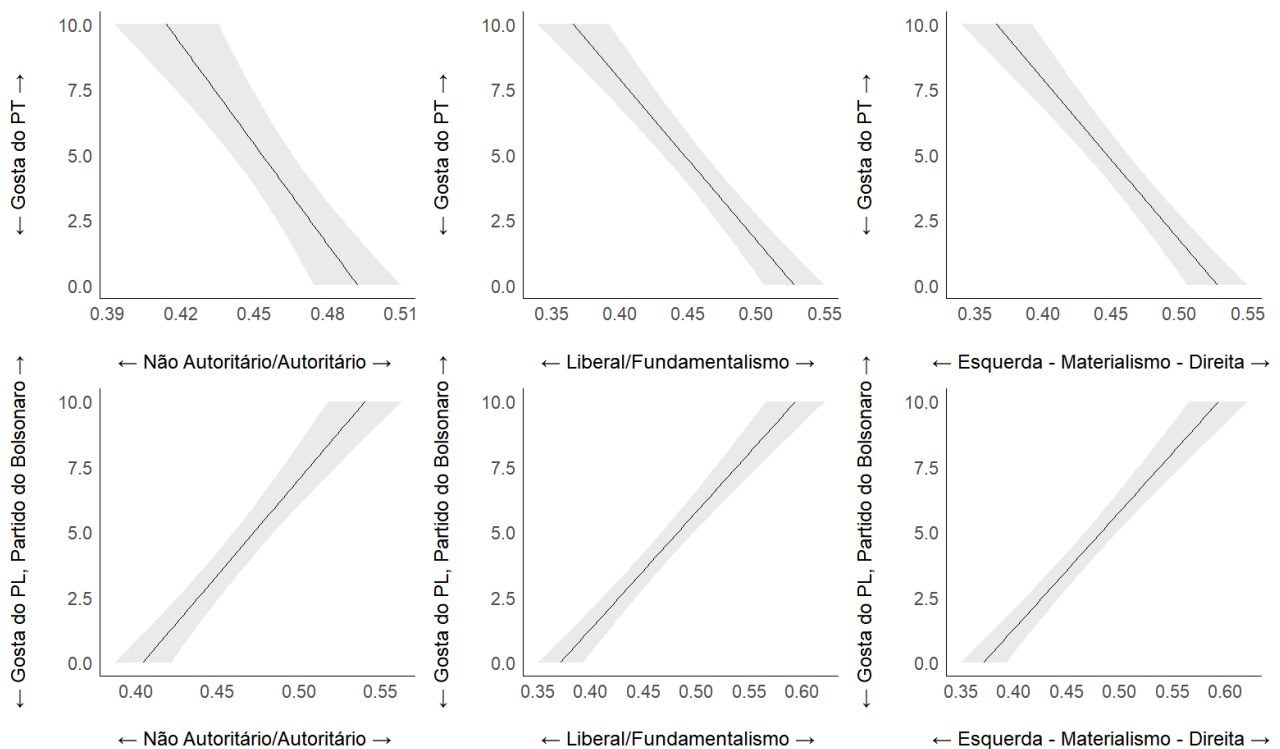 ← Gosta do PT →
10.0
7.5
5.0
2.5
0.0
0.39 0.42 0.45 0.48 0.51
← Não Autoritário/Autoritário →
← Gosta do PT →
10.0
7.5
5.0
2.5
0.0
0.35 0.40 0.45 0.50 0.55
← Liberal/Fundamentalismo →
← Gosta do PT →
10.0
7.5
5.0
2.5
0.0
0.35 0.40 0.45 0.50 0.55
← Esquerda - Materialismo - Direita →
← Gosta do PL, Partido do Bolsonaro →
10.0
7.5
5.0
2.5
0.0
0.40 0.45 0.50 0.55
← Não Autoritário/Autoritário →
← Gosta do PL, Partido do Bolsonaro →
10.0
7.5
5.0
2.5
0.0
0.35 0.40 0.45 0.50 0.55 0.60
← Liberal/Fundamentalismo →
← Gosta do PL, Partido do Bolsonaro →
10.0
7.5
5.0
2.5
0.0
0.35 0.40 0.45 0.50 0.55 0.60
← Esquerda - Materialismo - Direita →